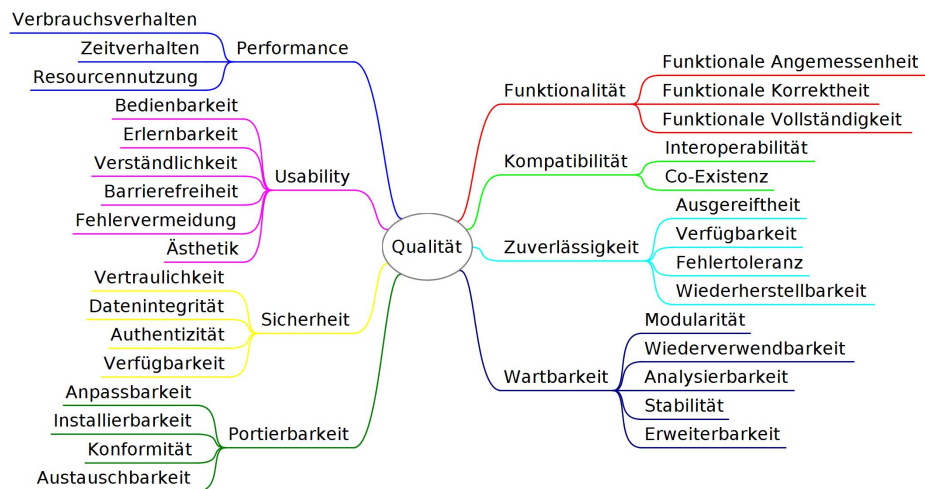 Qualität
Performance
Verbrauchsverhalten
Zeitverhalten
Resourcennutzung
Usability
Bedienbarkeit
Erlernbarkeit
Verständlichkeit
Barrierefreiheit
Fehlervermeidung
Ästhetik
Sicherheit
Vertraulichkeit
Datenintegrität
Authentizität
Verfügbarkeit
Portierbarkeit
Anpassbarkeit
Installierbarkeit
Konformität
Austauschbarkeit
Funktionalität
Funktionale Angemessenheit
Funktionale Korrektheit
Funktionale Vollständigkeit
Kompatibilität
Interoperabilität
Co-Existenz
Zuverlässigkeit
Ausgereiftheit
Verfügbarkeit
Fehlertoleranz
Wiederherstellbarkeit
Wartbarkeit
Modularität
Wiederverwendbarkeit
Analysierbarkeit
Stabilität
Erweiterbarkeit